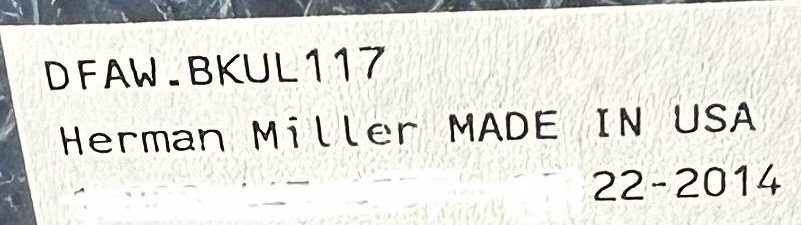 DFAW.BKUL117
Herman Miller MADE IN USA
22-2014